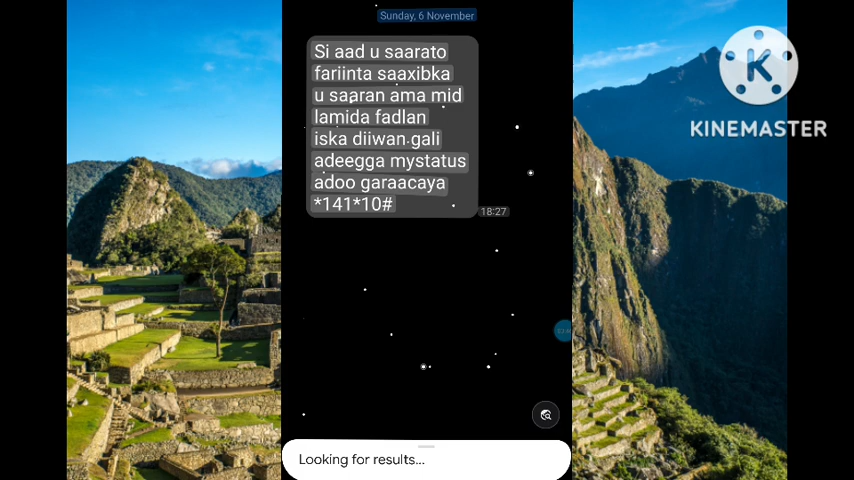 Sunday, 6 November
Si aad u saarato
fariinta saaxibka
u saaran ama mid
lamida fadlan
iska diiwan gali
adeegga mystatus
adoo garaacaya
*141*10#
18:27
K
KINEMASTER
Looking for results...